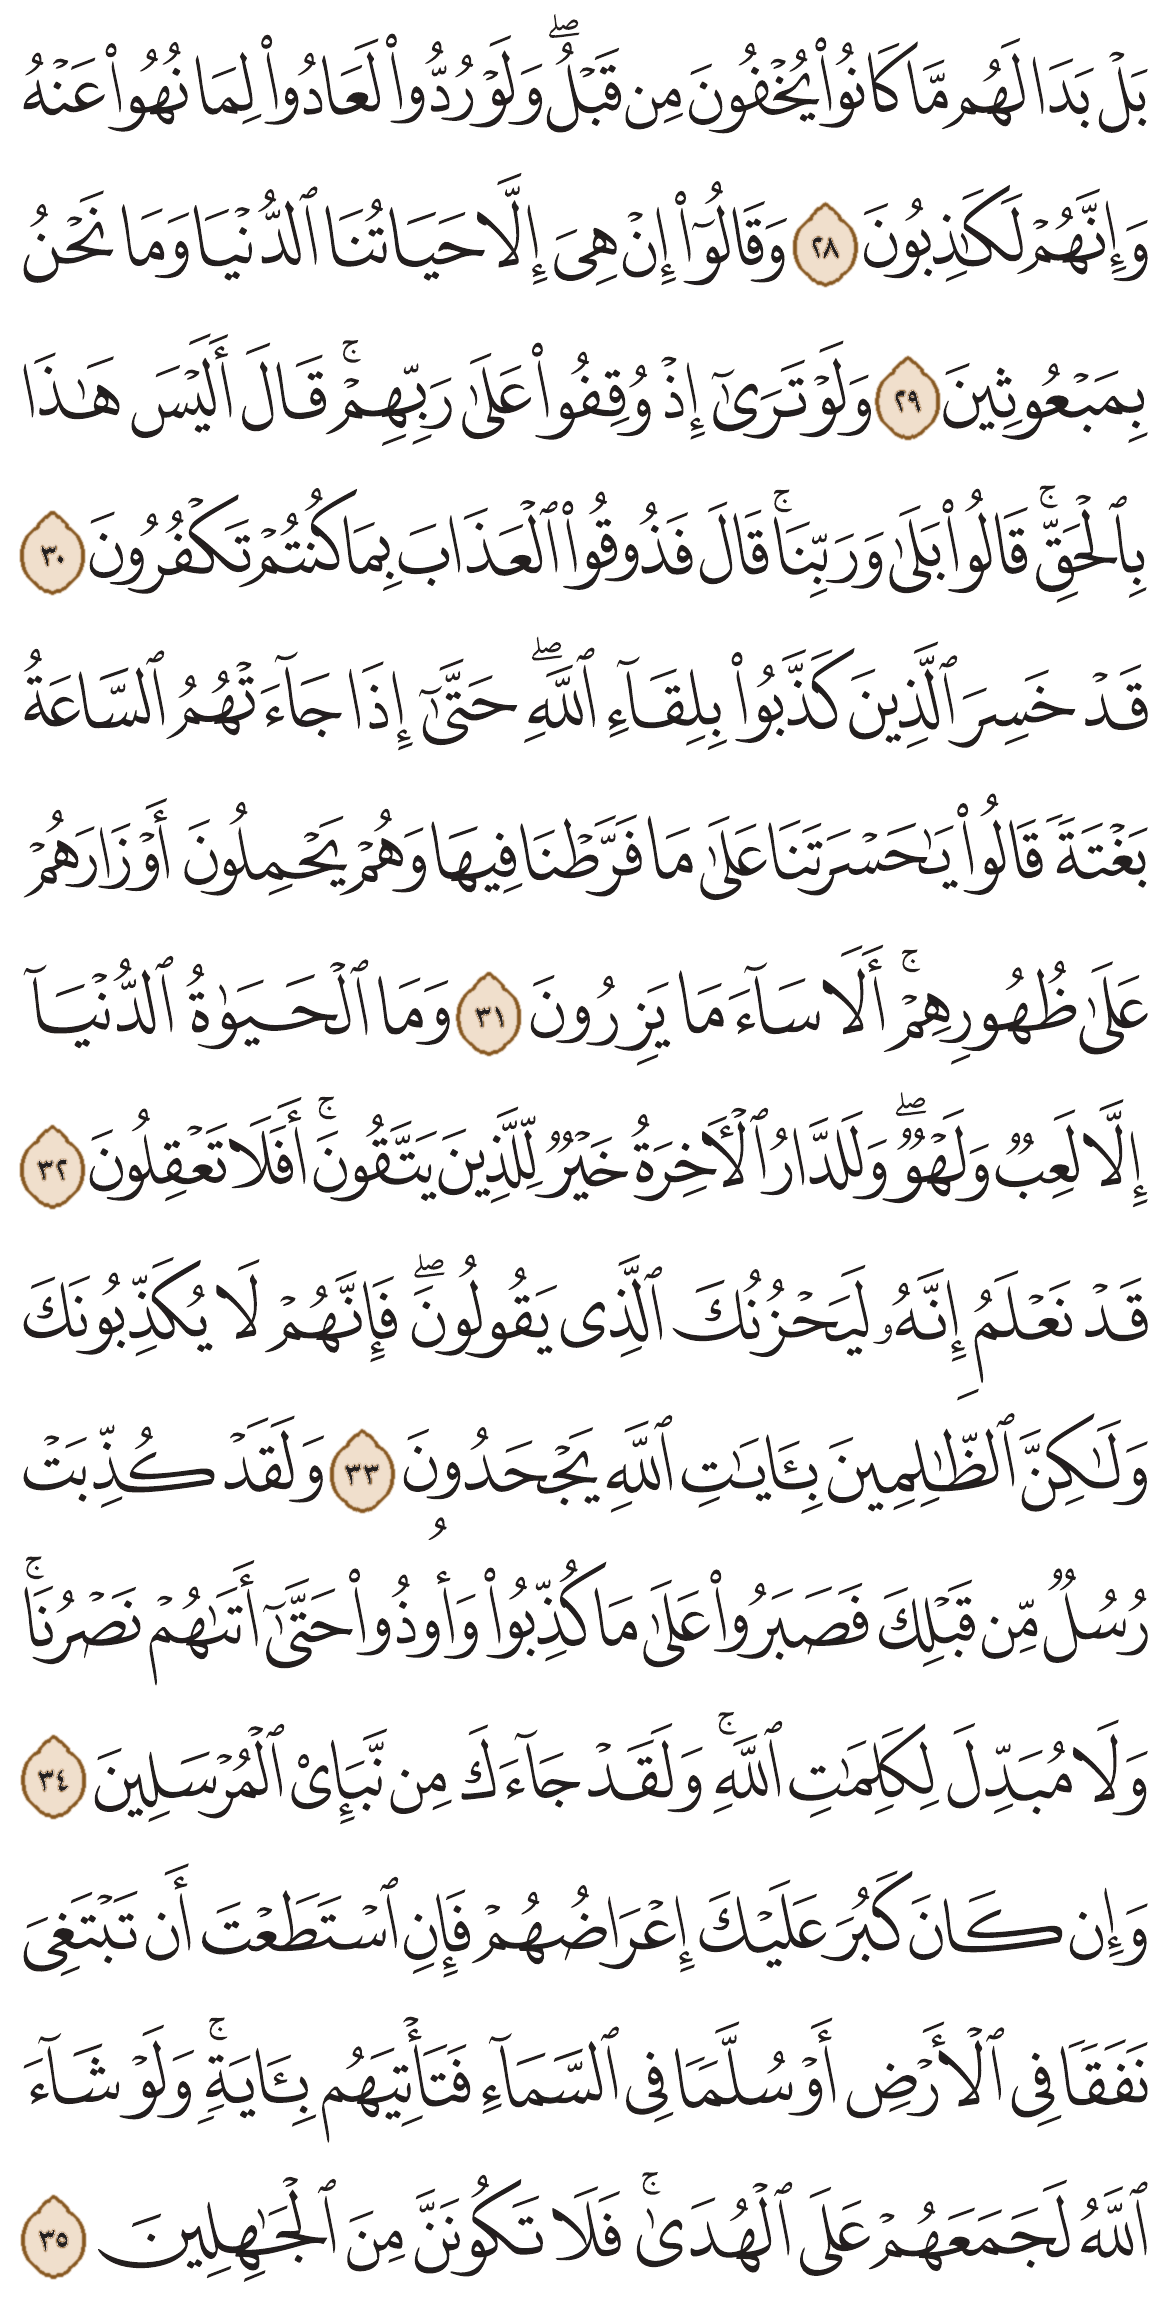 بَلۡ بَدَا لَهُم مَّا كَانُواْ يُخۡفُونَ مِن قَبۡلُۖ وَلَوۡ رُدُّواْ لَعَادُواْ لِمَا نُهُواْ عَنۡهُ
وَإِنَّهُمۡ لَكَٰذِبُونَ ٢٨ وَقَالُوٓاْ إِنۡ هِيَ إِلَّا حَيَاتُنَا ٱلدُّنۡيَا وَمَا نَحۡنُ
بِمَبۡعُوثِينَ ٢٩ وَلَوۡ تَرَىٰٓ إِذۡ وُقِفُواْ عَلَىٰ رَبِّهِمۡۚ قَالَ أَلَيۡسَ هَٰذَا
بِٱلۡحَقِّۚ قَالُواْ بَلَىٰ وَرَبِّنَاۚ قَالَ فَذُوقُواْ ٱلۡعَذَابَ بِمَا كُنتُمۡ تَكۡفُرُونَ ٣٠
قَدۡ خَسِرَ ٱلَّذِينَ كَذَّبُواْ بِلِقَآءِ ٱللَّهِۖ حَتَّىٰٓ إِذَا جَآءَتۡهُمُ ٱلسَّاعَةُ
بَغۡتَةٗ قَالُواْ يَٰحَسۡرَتَنَا عَلَىٰ مَا فَرَّطۡنَا فِيهَا وَهُمۡ يَحۡمِلُونَ أَوۡزَارَهُمۡ
عَلَىٰ ظُهُورِهِمۡۚ أَلَا سَآءَ مَا يَزِرُونَ ٣١ وَمَا ٱلۡحَيَوٰةُ ٱلدُّنۡيَآ
إِلَّا لَعِبٞ وَلَهۡوٞۖ وَلَلدَّارُ ٱلۡأٓخِرَةُ خَيۡرٞ لِّلَّذِينَ يَتَّقُونَۚ أَفَلَا تَعۡقِلُونَ ٣٢
قَدۡ نَعۡلَمُ إِنَّهُۥ لَيَحۡزُنُكَ ٱلَّذِي يَقُولُونَۖ فَإِنَّهُمۡ لَا يُكَذِّبُونَكَ
وَلَٰكِنَّ ٱلظَّٰلِمِينَ بِـَٔايَٰتِ ٱللَّهِ يَجۡحَدُونَ ٣٣ وَلَقَدۡ كُذِّبَتۡ
رُسُلٞ مِّن قَبۡلِكَ فَصَبَرُواْ عَلَىٰ مَا كُذِّبُواْ وَأُوذُواْ حَتَّىٰٓ أَتَىٰهُمۡ نَصۡرُنَاۚ
وَلَا مُبَدِّلَ لِكَلِمَٰتِ ٱللَّهِۚ وَلَقَدۡ جَآءَكَ مِن نَّبَإِيْ ٱلۡمُرۡسَلِينَ ٣٤
وَإِن كَانَ كَبُرَ عَلَيۡكَ إِعۡرَاضُهُمۡ فَإِنِ ٱسۡتَطَعۡتَ أَن تَبۡتَغِيَ
نَفَقٗا فِي ٱلۡأَرۡضِ أَوۡ سُلَّمٗا فِي ٱلسَّمَآءِ فَتَأۡتِيَهُم بِـَٔايَةٖۚ وَلَوۡ شَآءَ
ٱللَّهُ لَجَمَعَهُمۡ عَلَى ٱلۡهُدَىٰۚ فَلَا تَكُونَنَّ مِنَ ٱلۡجَٰهِلِينَ ٣٥